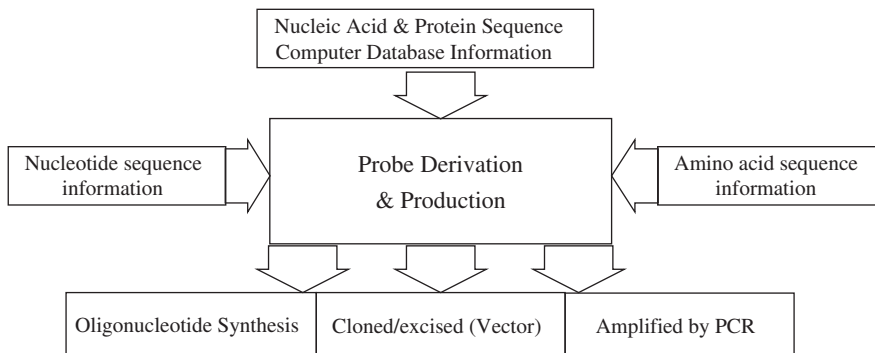 Nucleic Acid & Protein Sequence
Computer Database Information
Nucleotide sequence
information
Probe Derivation
& Production
Amino acid sequence
information
Oligonucleotide Synthesis
Cloned/excised (Vector)
Amplified by PCR